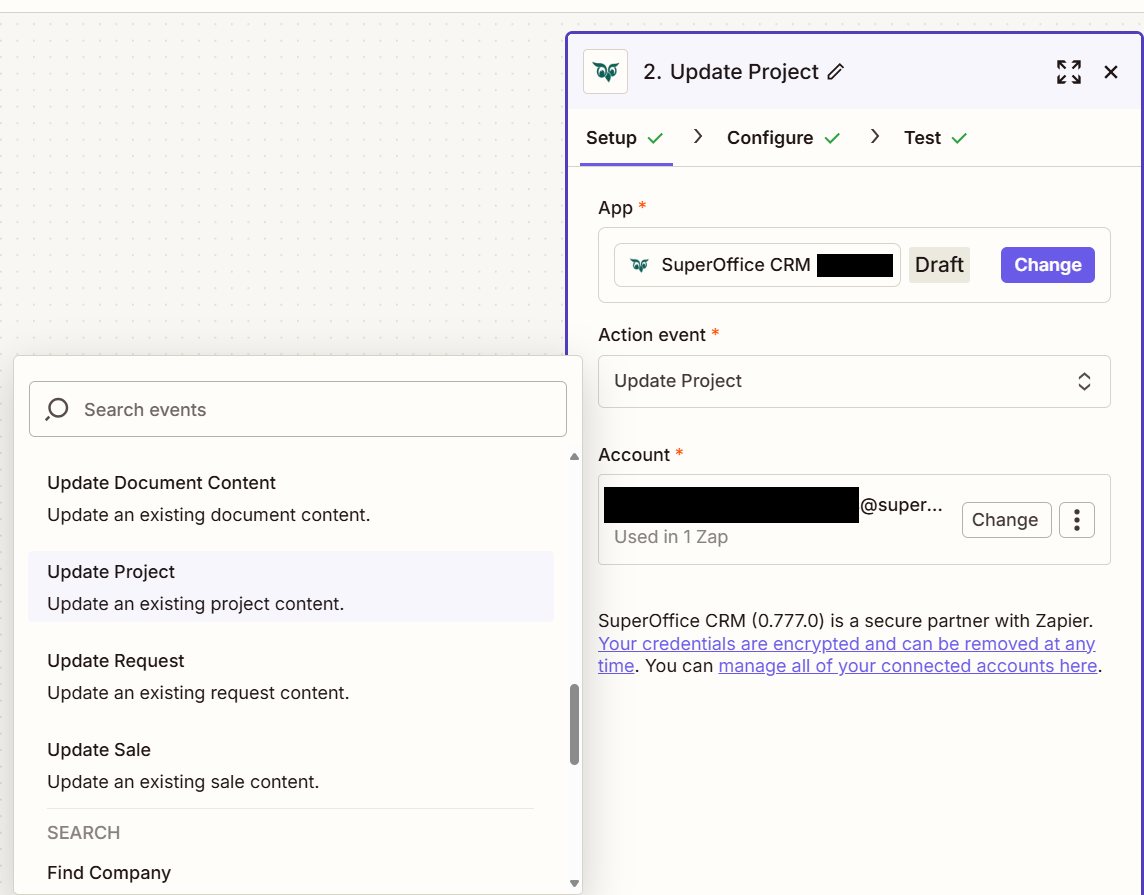 2. Update Project
Setup
Configure
Test
App *
SuperOffice CRM
Draft
Change
Action event *
Update Project
Account *
@super...
Used in 1 Zap
Change
SuperOffice CRM (0.777.0) is a secure partner with Zapier.
Your credentials are encrypted and can be removed at any
time. You can manage all of your connected accounts here.
Search events
Update Document Content
Update an existing document content.
Update Project
Update an existing project content.
Update Request
Update an existing request content.
Update Sale
Update an existing sale content.
SEARCH
Find Company